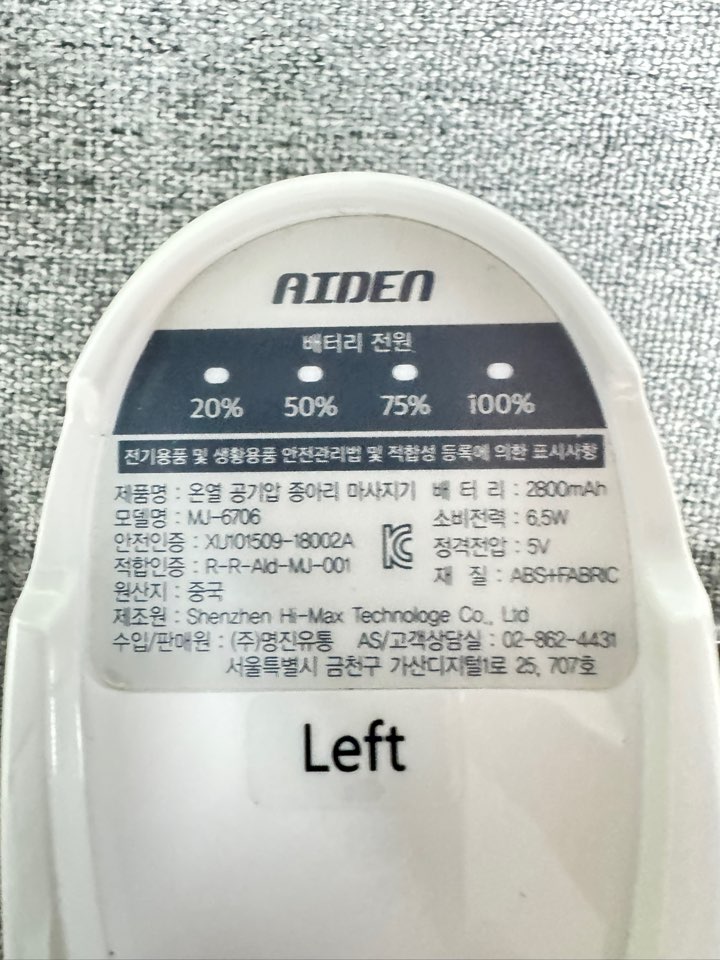 AIDEN
배터리 전원
20% 50% 75% 100%
전기용품 및 생활용품 안전관리법 및 적합성 등록에 의한 표시사항
제품명 : 온열 공기압 종아리 마사지기 배 터 리 : 2800mAh
모델명 : MJ-6706 소비전력 : 6.5W
안전인증 : XU101509-18002A 정격전압 : 5V
적합인증 : R-R-Ald-MJ-001 재 질 : ABS+FABRIC
원산지 : 중국
제조원 : Shenzhen Hi-Max Technologe Co., Ltd
수입/판매원 : (주)명진유통 AS/고객상담실 : 02-862-4431
서울특별시 금천구 가산디지털1로 25, 707호
Left